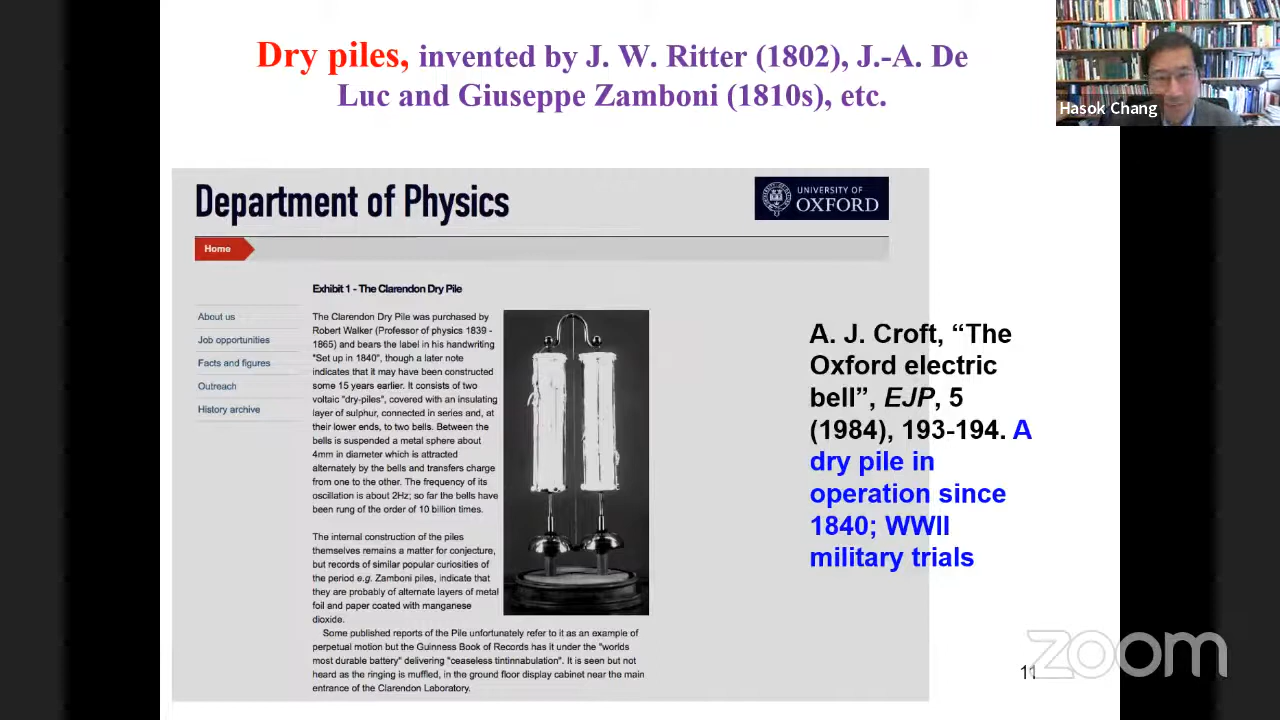 Dry piles, invented by J. W. Ritter (1802), J.-A. De
Luc and Giuseppe Zamboni (1810s), etc.
Hasok Chang
Department of Physics
UNIVERSITY OF
OXFORD
Home
About us
Job opportunities
Facts and figures
Outreach
History archive
Exhibit 1 - The Clarendon Dry Pile
The Clarendon Dry Pile was purchased by
Robert Walker (Professor of physics 1839 -
1865) and bears the label in his handwriting
"Set up in 1840", though a later note
indicates that it may have been constructed
some 15 years earlier. It consists of two
voltaic "dry-piles", covered with an insulating
layer of sulphur, connected in series and, at
their lower ends, to two bells. Between the
bells is suspended a metal sphere about
4mm in diameter which is attracted
alternately by the bells and transfers charge
from one to the other. The frequency of its
oscillation is about 2Hz; so far the bells have
been rung of the order of 10 billion times.
The internal construction of the piles
themselves remains a matter for conjecture,
but records of similar popular curiosities of
the period e.g. Zamboni piles, indicate that
they are probably of alternate layers of metal
foil and paper coated with manganese
dioxide.
Some published reports of the Pile unfortunately refer to it as an example of
perpetual motion but the Guinness Book of Records has it under the "worlds
most durable battery" delivering "ceaseless tintinnabulation". It is seen but not
heard as the ringing is muffled, in the ground floor display cabinet near the main
entrance of the Clarendon Laboratory.
A. J. Croft, “The
Oxford electric
bell”, EJP, 5
(1984), 193-194. A
dry pile in
operation since
1840; WWII
military trials
11
zoom